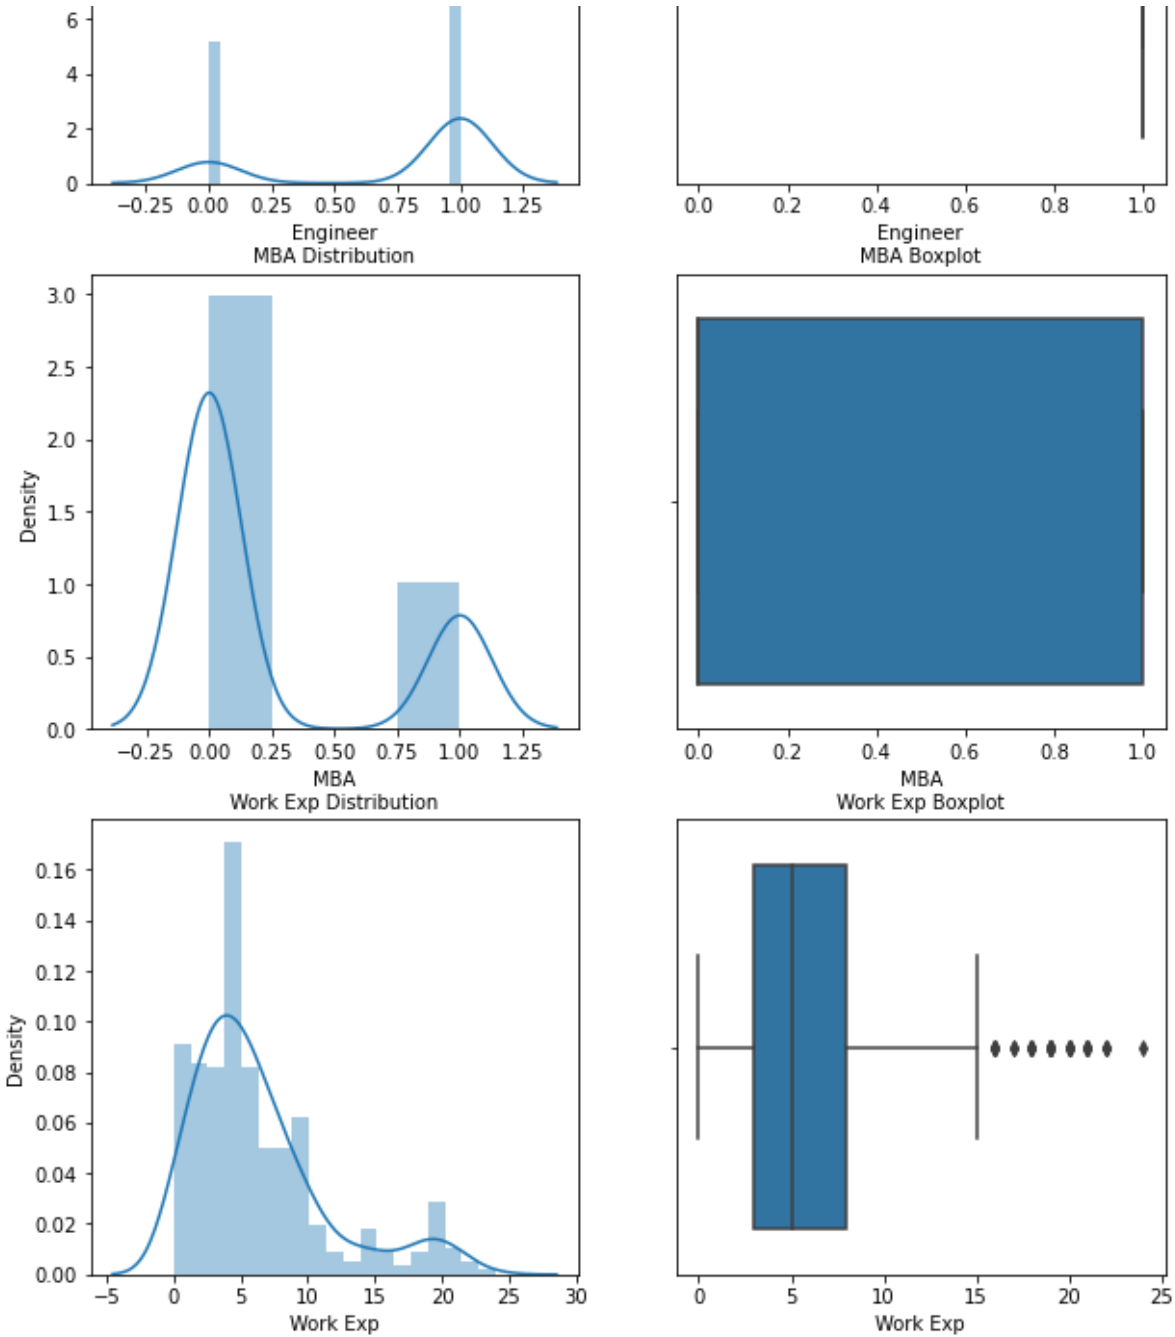 6
4
2
0
−0.25 0.00 0.25 0.50 0.75 1.00 1.25
Engineer
0.0 0.2 0.4 0.6 0.8 1.0
Engineer
MBA Distribution
3.0
2.5
2.0
1.5
1.0
0.5
0.0
Density
−0.25 0.00 0.25 0.50 0.75 1.00 1.25
MBA
MBA Boxplot
0.0 0.2 0.4 0.6 0.8 1.0
MBA
Work Exp Distribution
0.16
0.14
0.12
0.10
0.08
0.06
0.04
0.02
0.00
Density
−5 0 5 10 15 20 25 30
Work Exp
Work Exp Boxplot
0 5 10 15 20 25
Work Exp